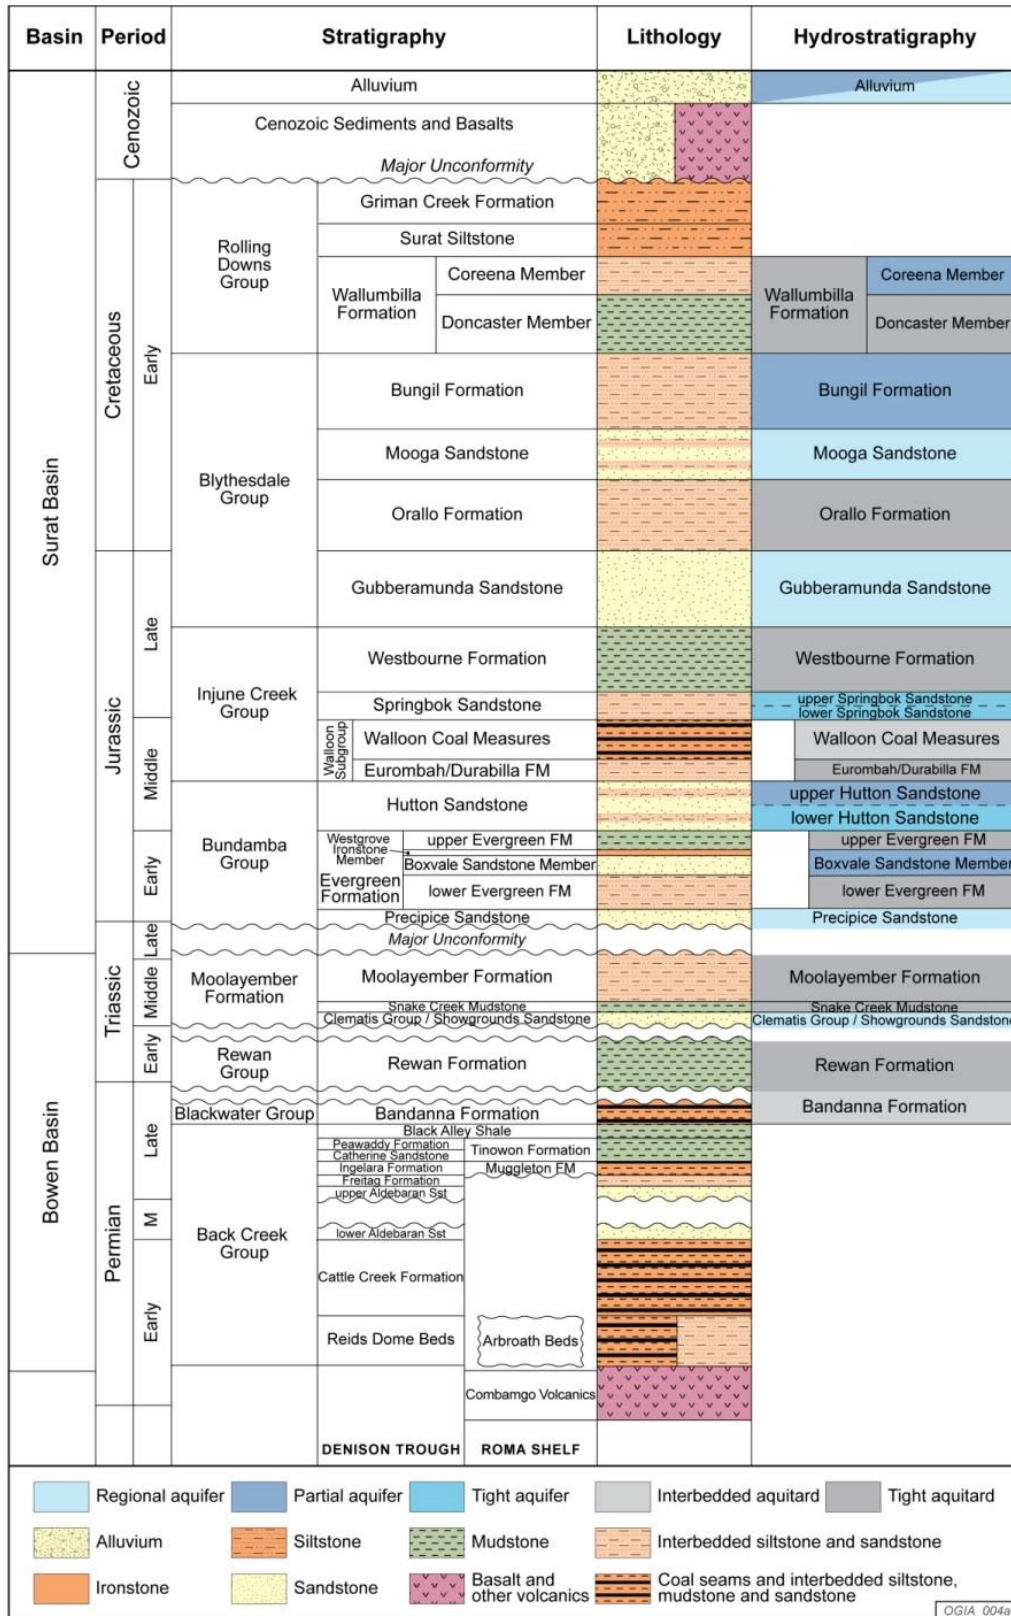 Basin Period Stratigraphy Lithology Hydrostratigraphy
Surat Basin
Bowen Basin
Cenozoic
Cretaceous
Early
Jurassic
Late
Middle
Early
Triassic
Late
Middle
Early
Permian
Late
M
Early
Alluvium
Alluvium
Cenozoic Sediments and Basalts
Major Unconformity
Rolling
Downs
Group
Griman Creek Formation
Surat Siltstone
Wallumbilla
Formation
Coreena Member
Doncaster Member
Wallumbilla
Formation
Coreena Member
Doncaster Member
Blythesdale
Group
Bungil Formation
Bungil Formation
Mooga Sandstone
Mooga Sandstone
Orallo Formation
Orallo Formation
Gubberamunda Sandstone
Gubberamunda Sandstone
Injune Creek
Group
Westbourne Formation
Westbourne Formation
Springbok Sandstone
upper Springbok Sandstone
lower Springbok Sandstone
Walloon
Subgroup
Walloon Coal Measures
Walloon Coal Measures
Eurombah/Durabilla FM
Eurombah/Durabilla FM
Bundamba
Group
Hutton Sandstone
upper Hutton Sandstone
lower Hutton Sandstone
Westgrove
Ironstone
Member
Evergreen
Formation
upper Evergreen FM
upper Evergreen FM
Boxvale Sandstone Member
Boxvale Sandstone Member
lower Evergreen FM
lower Evergreen FM
Precipice Sandstone
Precipice Sandstone
Major Unconformity
Moolayember
Formation
Moolayember Formation
Moolayember Formation
Snake Creek Mudstone
Snake Creek Mudstone
Clematis Group / Showgrounds Sandstone
Clematis Group / Showgrounds Sandstone
Rewan
Group
Rewan Formation
Rewan Formation
Blackwater Group
Bandanna Formation
Bandanna Formation
Back Creek
Group
Black Alley Shale
Peawaddy Formation
Catherine Sandstone
Tinowon Formation
Ingelara Formation
Muggleton FM
Freitag Formation
upper Aldebaran Sst
lower Aldebaran Sst
Cattle Creek Formation
Reids Dome Beds
Arbroath Beds
Combamgo Volcanics
DENISON TROUGH
ROMA SHELF
Regional aquifer
Partial aquifer
Tight aquifer
Interbedded aquitard
Tight aquitard
Alluvium
Siltstone
Mudstone
Interbedded siltstone and sandstone
Ironstone
Sandstone
Basalt and
other volcanics
Coal seams and interbedded siltstone,
mudstone and sandstone
OGIA_004a